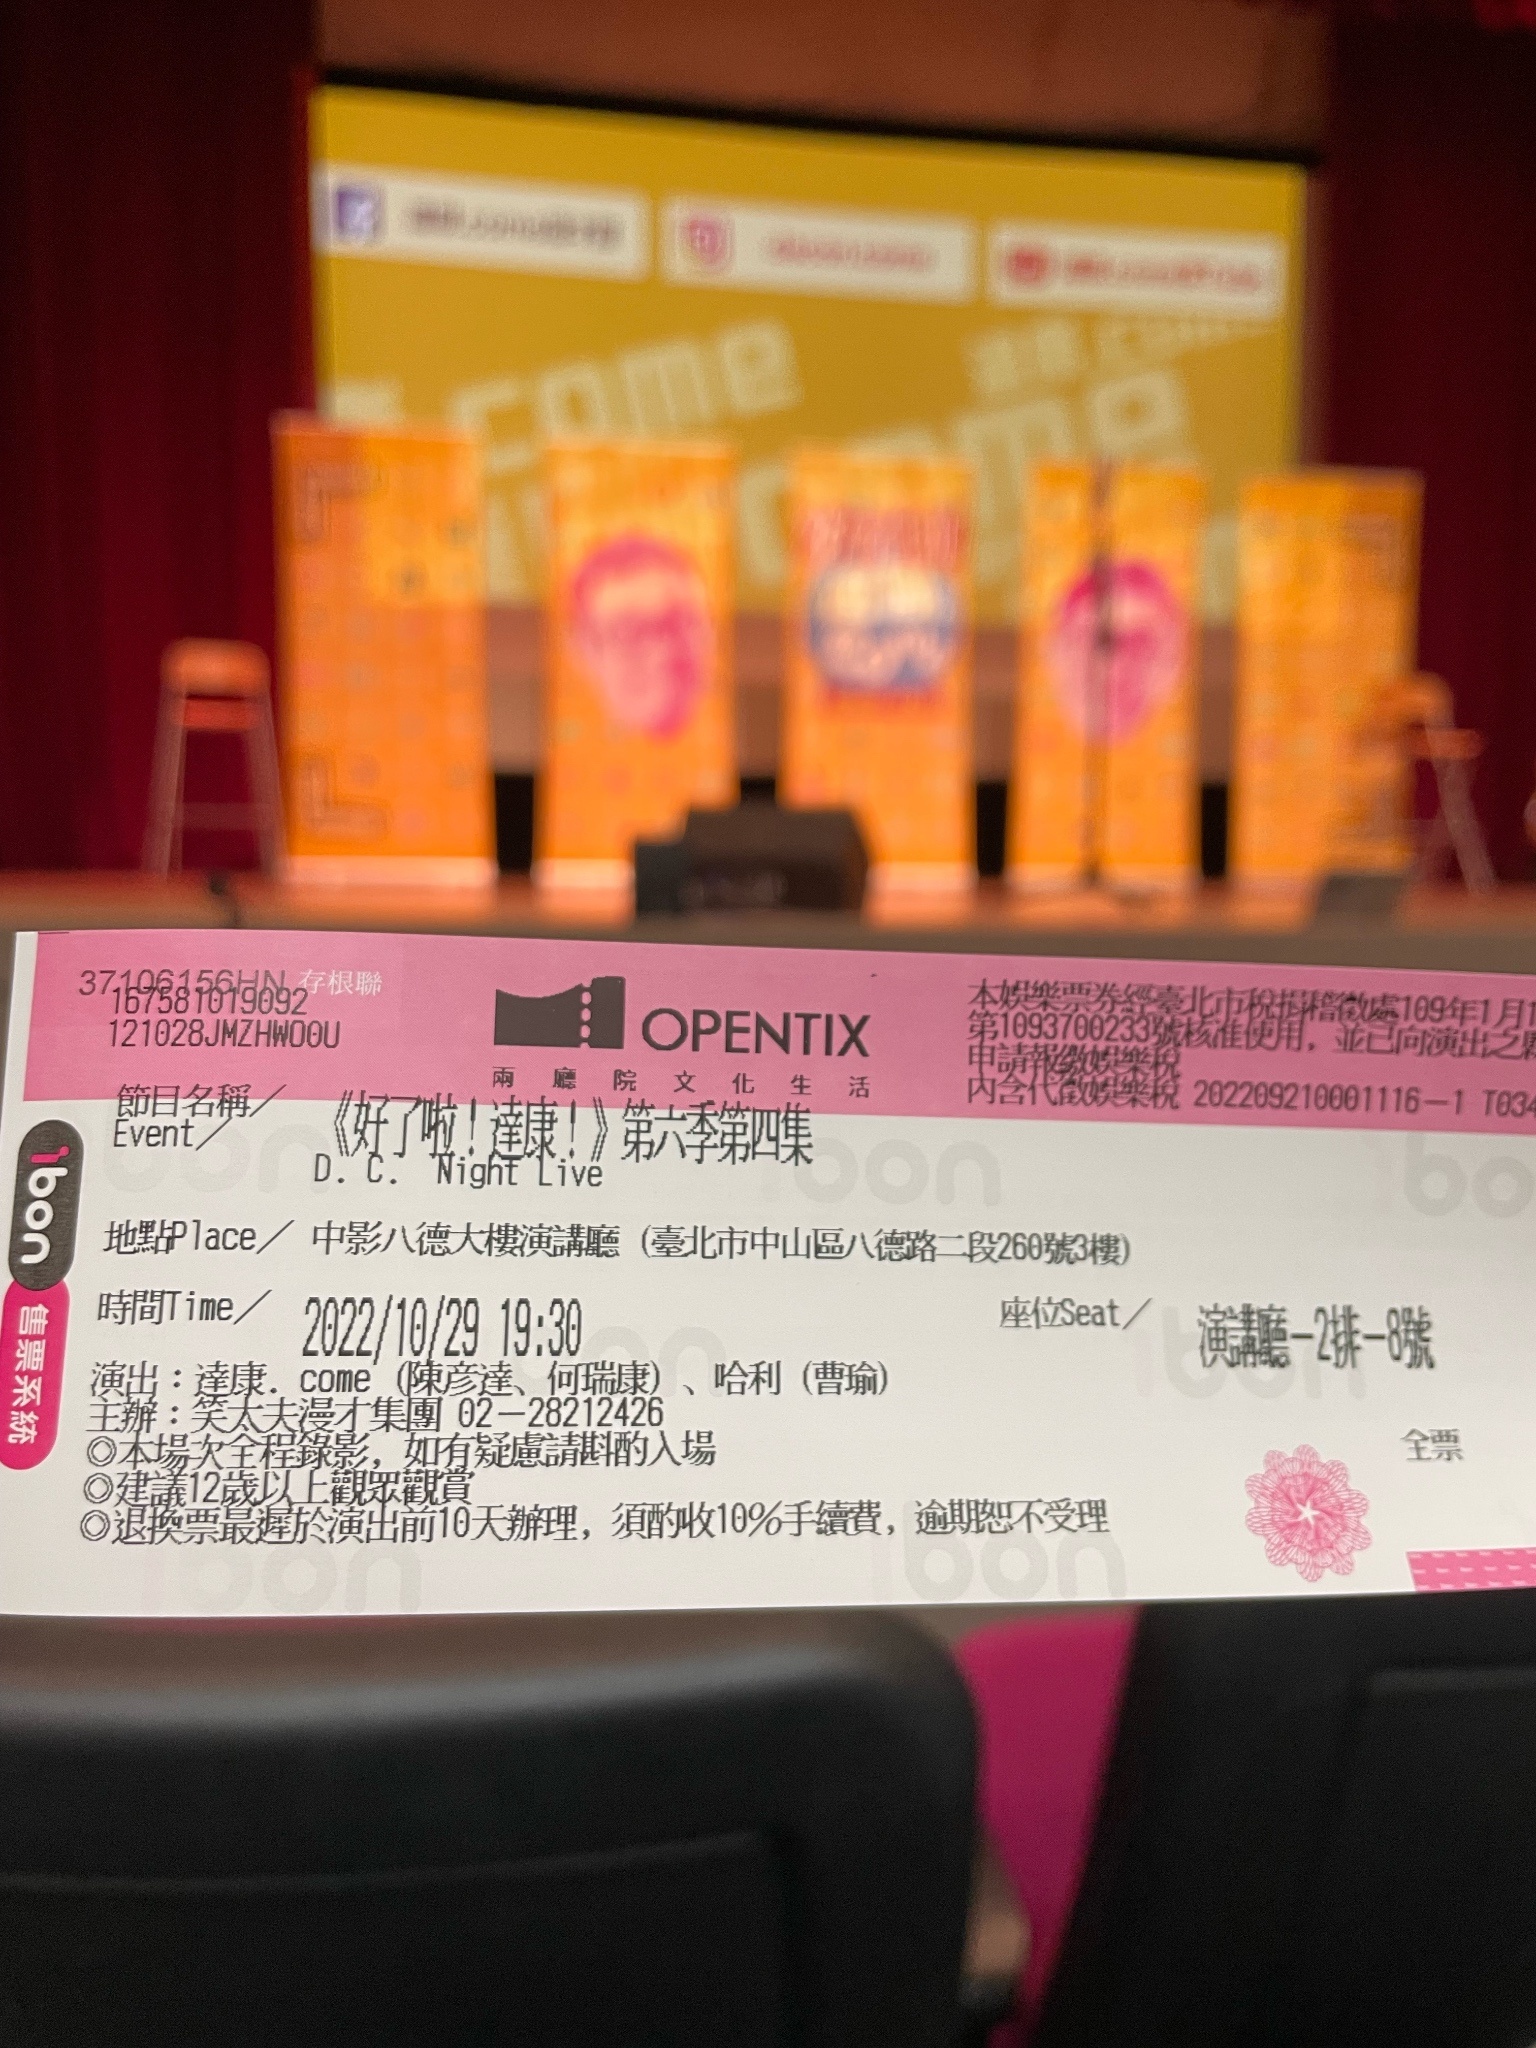 come
37106156HN 存根聯
167581019092
121028JMZHWO0U
OPENTIX
兩廳院文化生活
本娛樂票券經臺北市稅捐稽徵處109年1月1
第1093700233號核准使用，並已向演出之縣
申請報繳娛樂稅
內含代徵娛樂稅 202209210001116－1 T034
節目名稱／
Event／
《好了啦！達康！》第六季第四集
D. C. Night Live
地點Place／ 中影八德大樓演講廳（臺北市中山區八德路二段260號3樓）
時間Time／ 2022/10/29 19:30
座位Seat／ 演講廳－2排－8號
演出：達康. come（陳彥達、何瑞康）、哈利（曹瑜）
主辦：笑太夫漫才集團 02－28212426
◎本場次全程錄影，如有疑慮請斟酌入場
◎建議12歲以上觀眾觀賞
◎退換票最遲於演出前10天辦理，須酌收10％手續費，逾期恕不受理
全票
ibon
售票系統